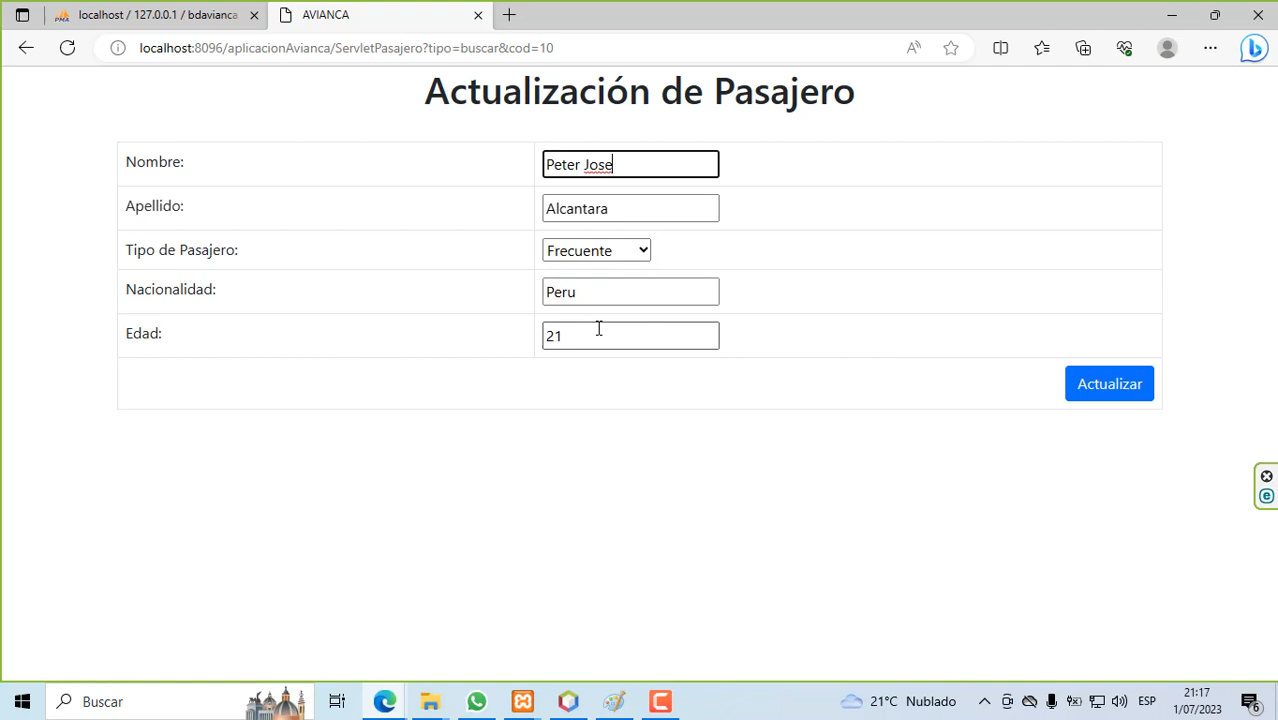 localhost / 127.0.0.1 / bdavianca
AVIANCA
localhost:8096/aplicacionAvianca/ServletPasajero?tipo=buscar&cod=10
Actualización de Pasajero
Nombre: Peter Jose
Apellido: Alcantara
Tipo de Pasajero: Frecuente
Nacionalidad: Peru
Edad: 21
Actualizar
Buscar
21°C Nublado
ESP
21:17
1/07/2023
6